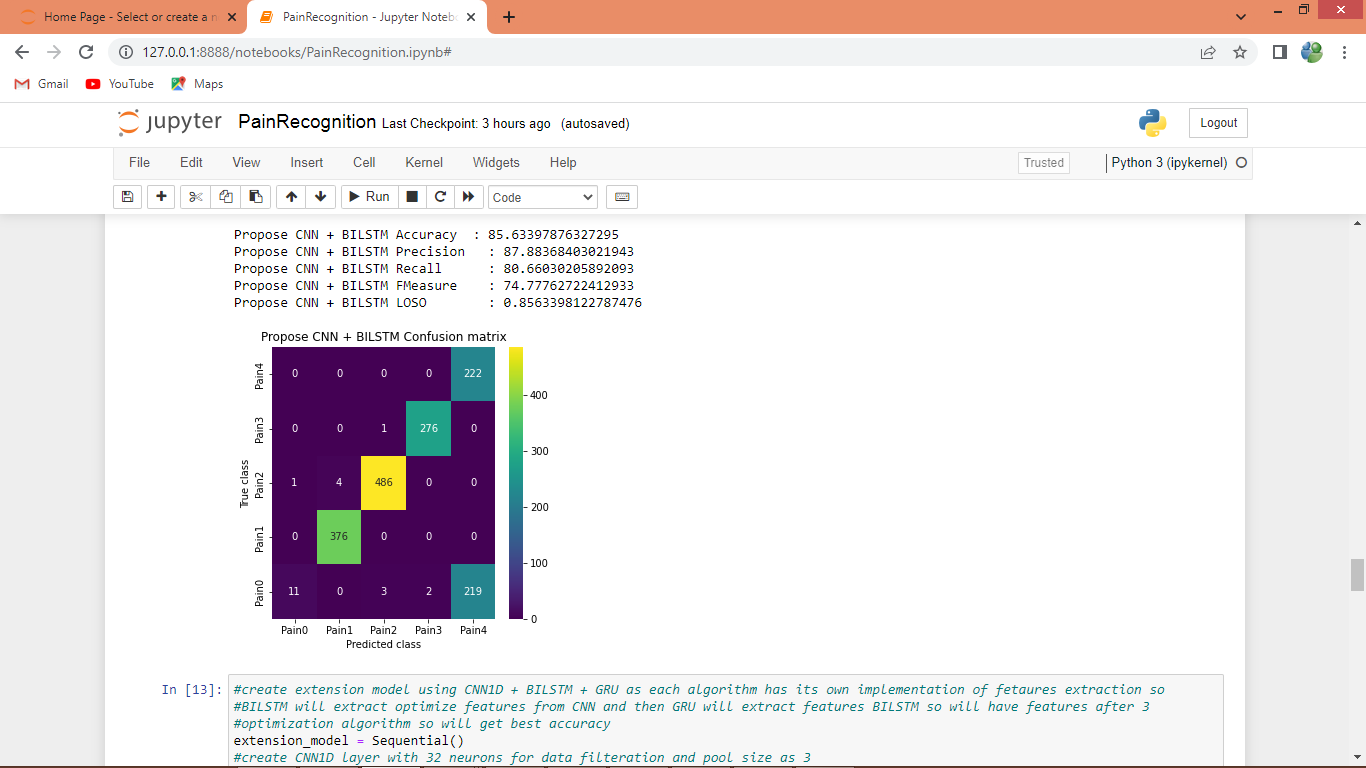 Home Page - Select or create a n
PainRecognition - Jupyter Noteb
127.0.0.1:8888/notebooks/PainRecognition.ipynb#
Gmail YouTube Maps
jupyter PainRecognition Last Checkpoint: 3 hours ago (autosaved)
Logout
File Edit View Insert Cell Kernel Widgets Help
Trusted Python 3 (ipykernel)
Run Code
Propose CNN + BILSTM Accuracy : 85.63397876327295
Propose CNN + BILSTM Precision : 87.88368403021943
Propose CNN + BILSTM Recall : 80.66030205892093
Propose CNN + BILSTM FMeasure : 74.77762722412933
Propose CNN + BILSTM LOSO : 0.8563398122787476
Propose CNN + BILSTM Confusion matrix
Pain4 0 0 0 0 222
400
Pain3 0 0 1 276 0
300
True class
Pain2 1 4 486 0 0
200
Pain1 0 376 0 0 0
100
Pain0 11 0 3 2 219
0
Pain0 Pain1 Pain2 Pain3 Pain4
Predicted class
In [13]: #create extension model using CNN1D + BILSTM + GRU as each algorithm has its own implementation of fetaures extraction so
#BILSTM will extract optimize features from CNN and then GRU will extract features BILSTM so will have features after 3
#optimization algorithm so will get best accuracy
extension_model = Sequential()
#create CNN1D layer with 32 neurons for data filteration and pool size as 3